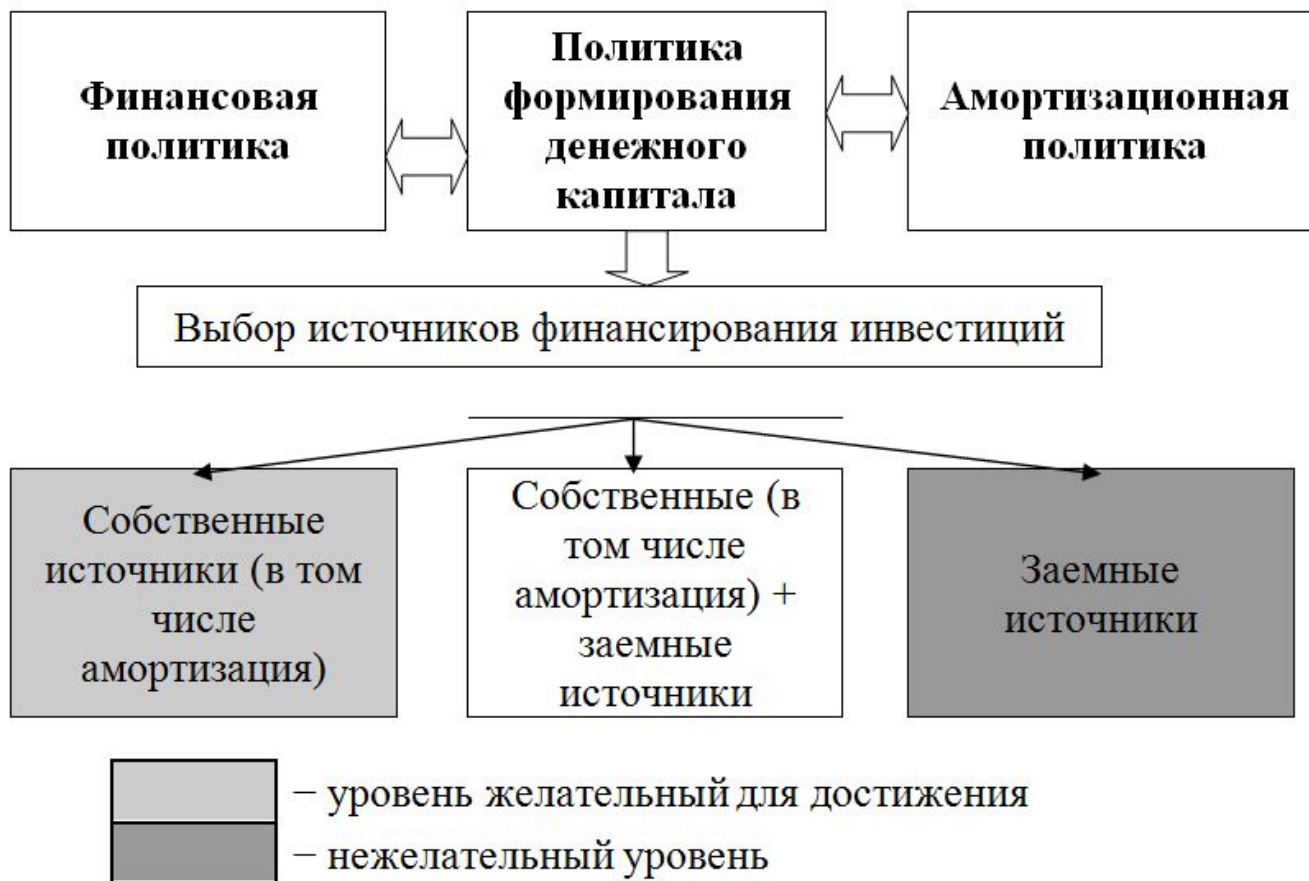 Финансовая
политика
Политика
формирования
денежного
капитала
Амортизационная
политика
Выбор источников финансирования инвестиций
Собственные
источники (в том
числе
амортизация)
Собственные (в
том числе
амортизация) +
заемные
источники
Заемные
источники
– уровень желательный для достижения
– нежелательный уровень